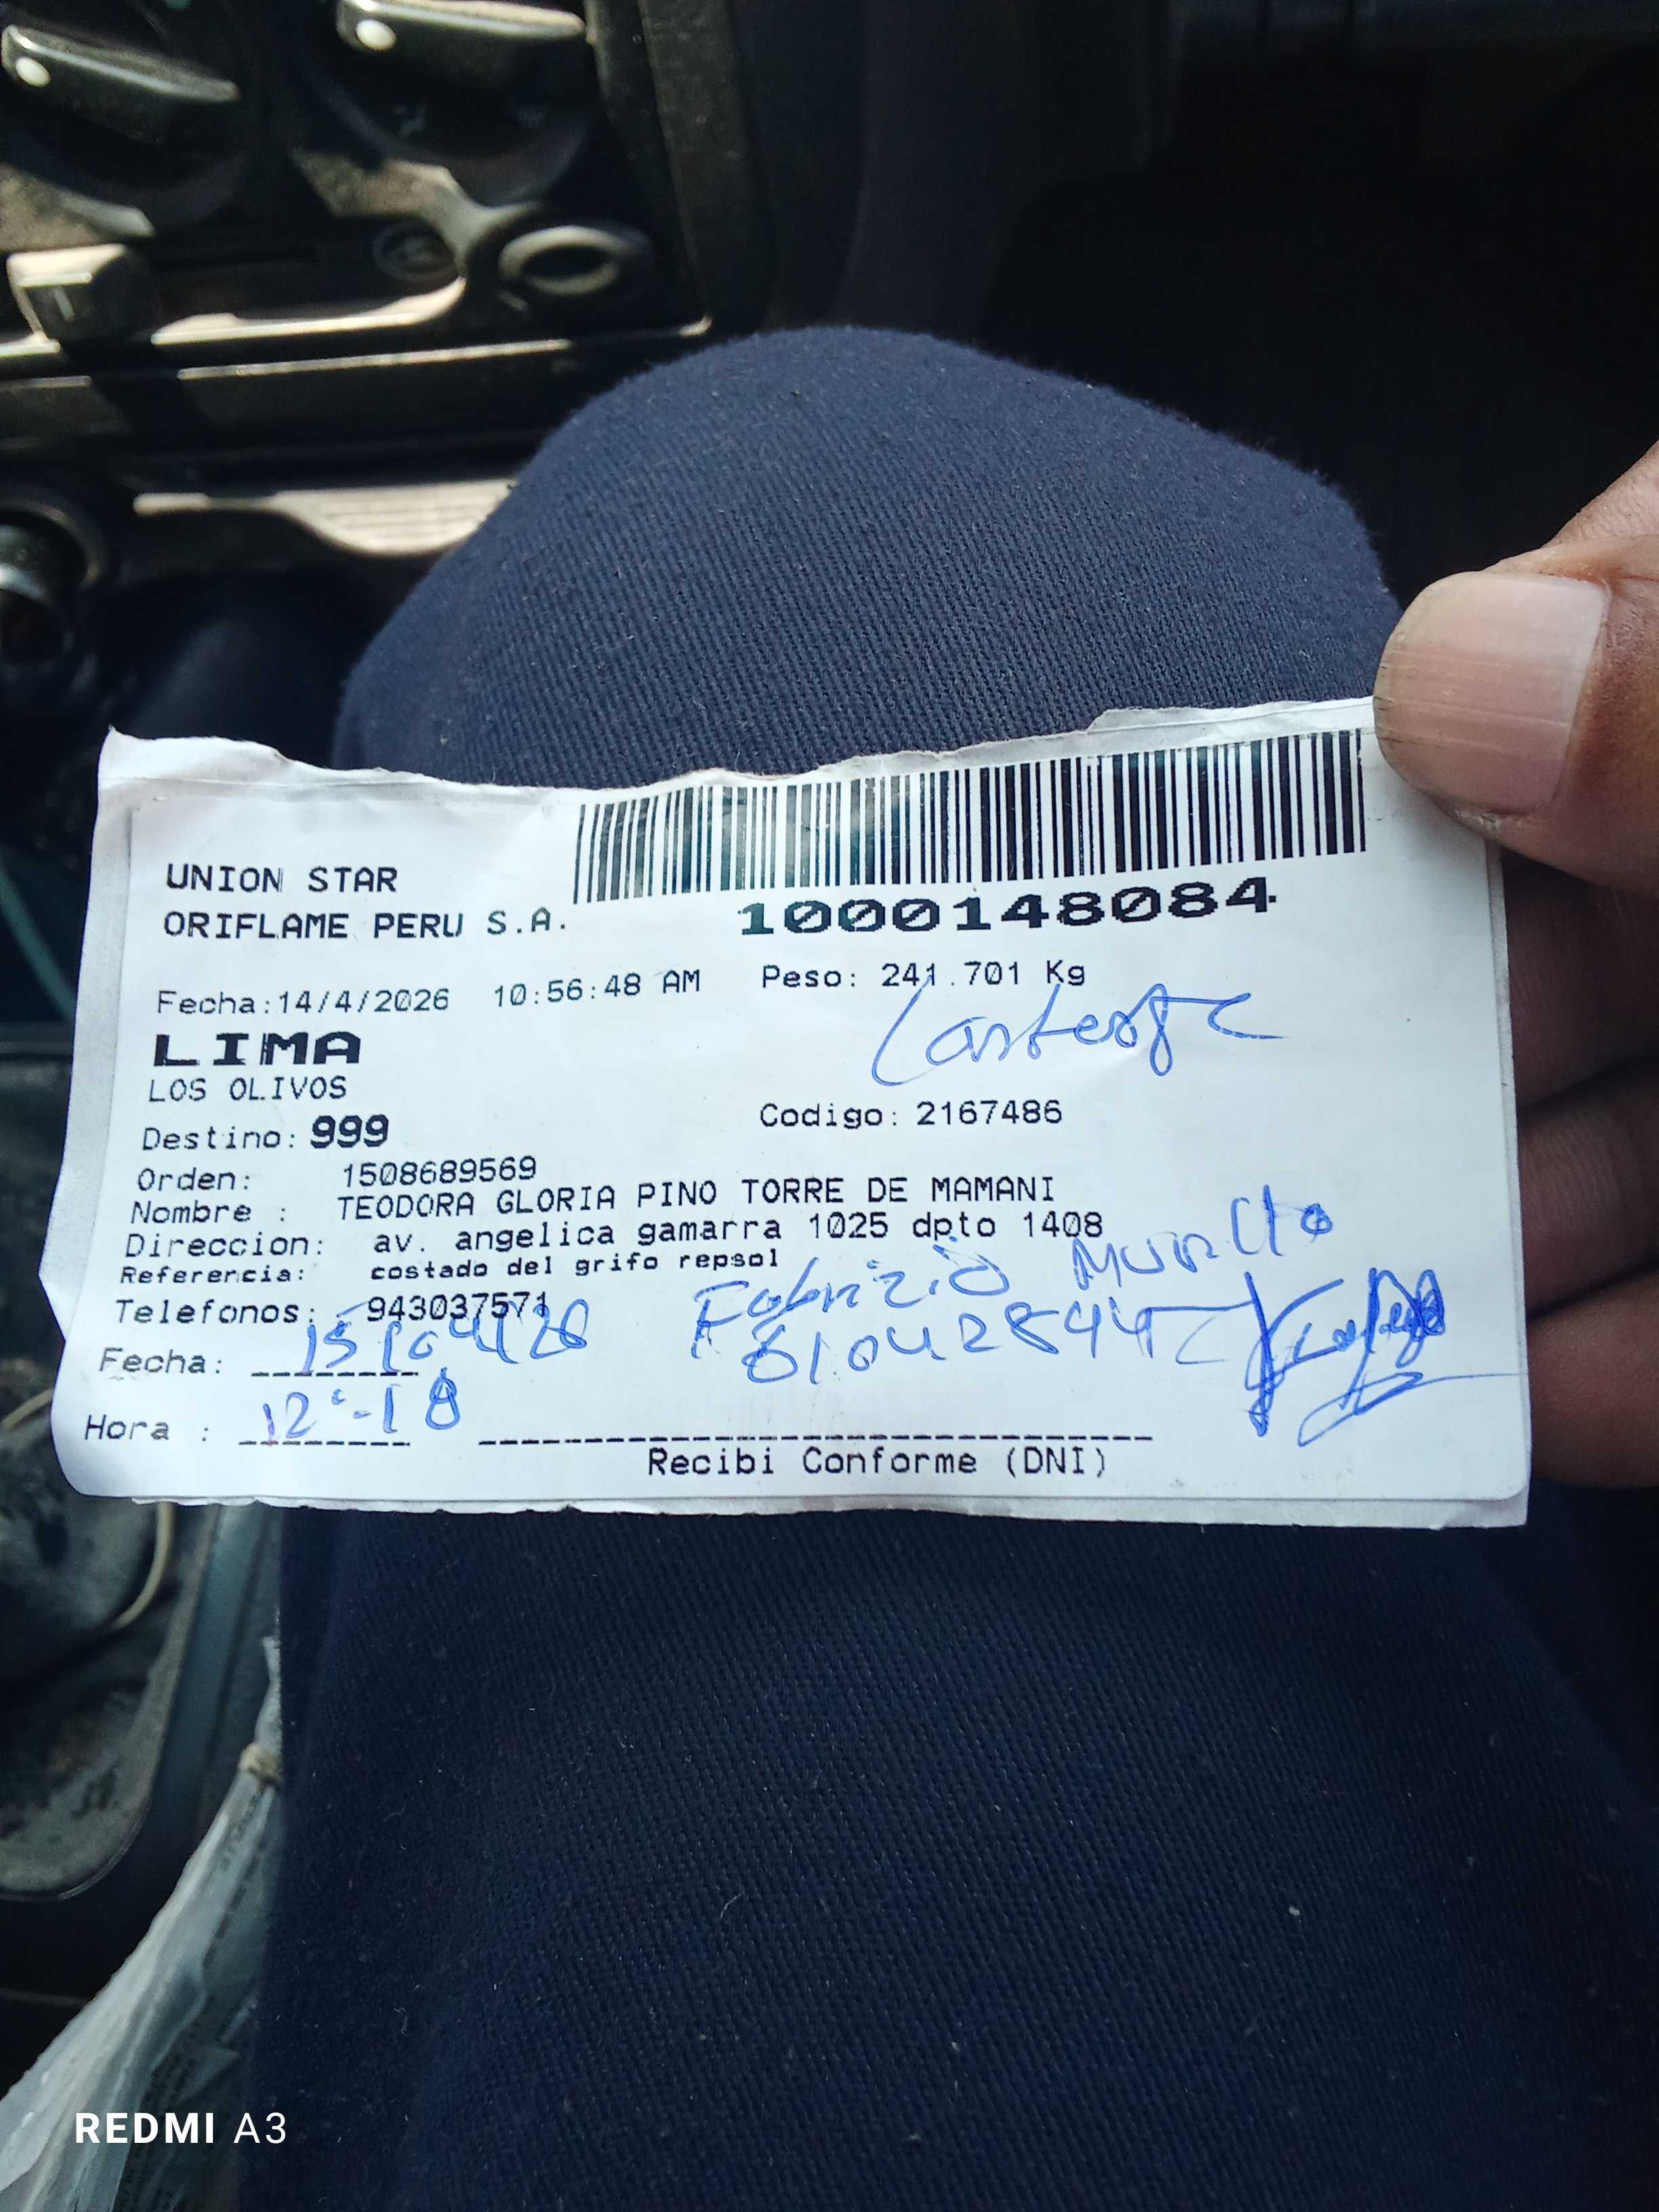 UNION STAR
ORIFLAME PERU S.A.
1000148084
Fecha:14/4/2026 10:56:48 AM Peso: 241.701 Kg
LIMA
LOS OLIVOS
Destino: 999 Codigo: 2167486
Orden: 1508689569
Nombre : TEODORA GLORIA PINO TORRE DE MAMANI
Direccion: av. angelica gamarra 1025 dpto 1408
Referencia: costado del grifo repsol
Telefonos: 943037571
Fabrizio Murillo
Fecha: 15/04/26
Hora : 12:-18
Recibi Conforme (DNI)
REDMI A3